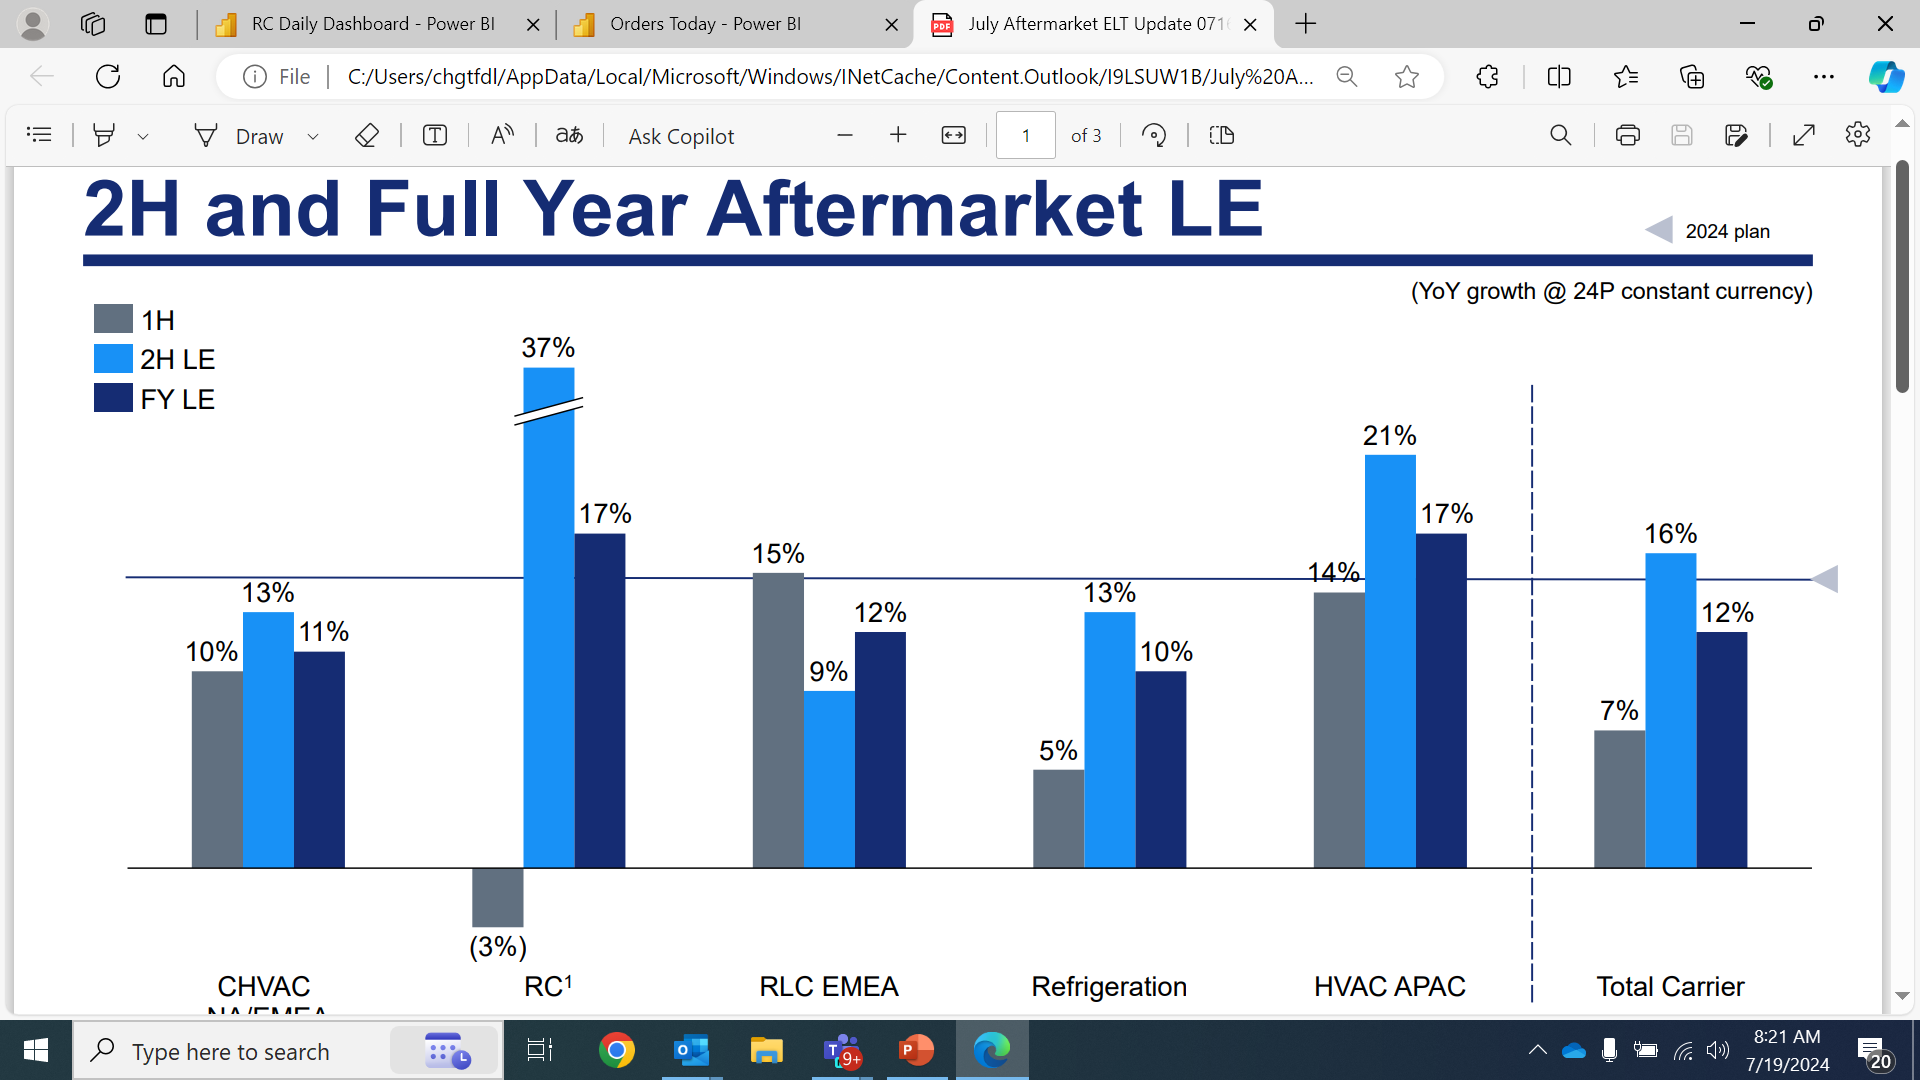 RC Daily Dashboard - Power BI
Orders Today - Power BI
July Aftermarket ELT Update 0716
File
C:/Users/chgtfdl/AppData/Local/Microsoft/Windows/INetCache/Content.Outlook/I9LSUW1B/July%20A...
Draw
Ask Copilot
1 of 3
2H and Full Year Aftermarket LE
2024 plan
(YoY growth @ 24P constant currency)
1H
2H LE
FY LE
10%
13%
11%
(3%)
37%
17%
15%
9%
12%
5%
13%
10%
14%
21%
17%
7%
16%
12%
CHVAC
NA/EMEA
RC¹
RLC EMEA
Refrigeration
HVAC APAC
Total Carrier
Type here to search
9+
8:21 AM
7/19/2024
20